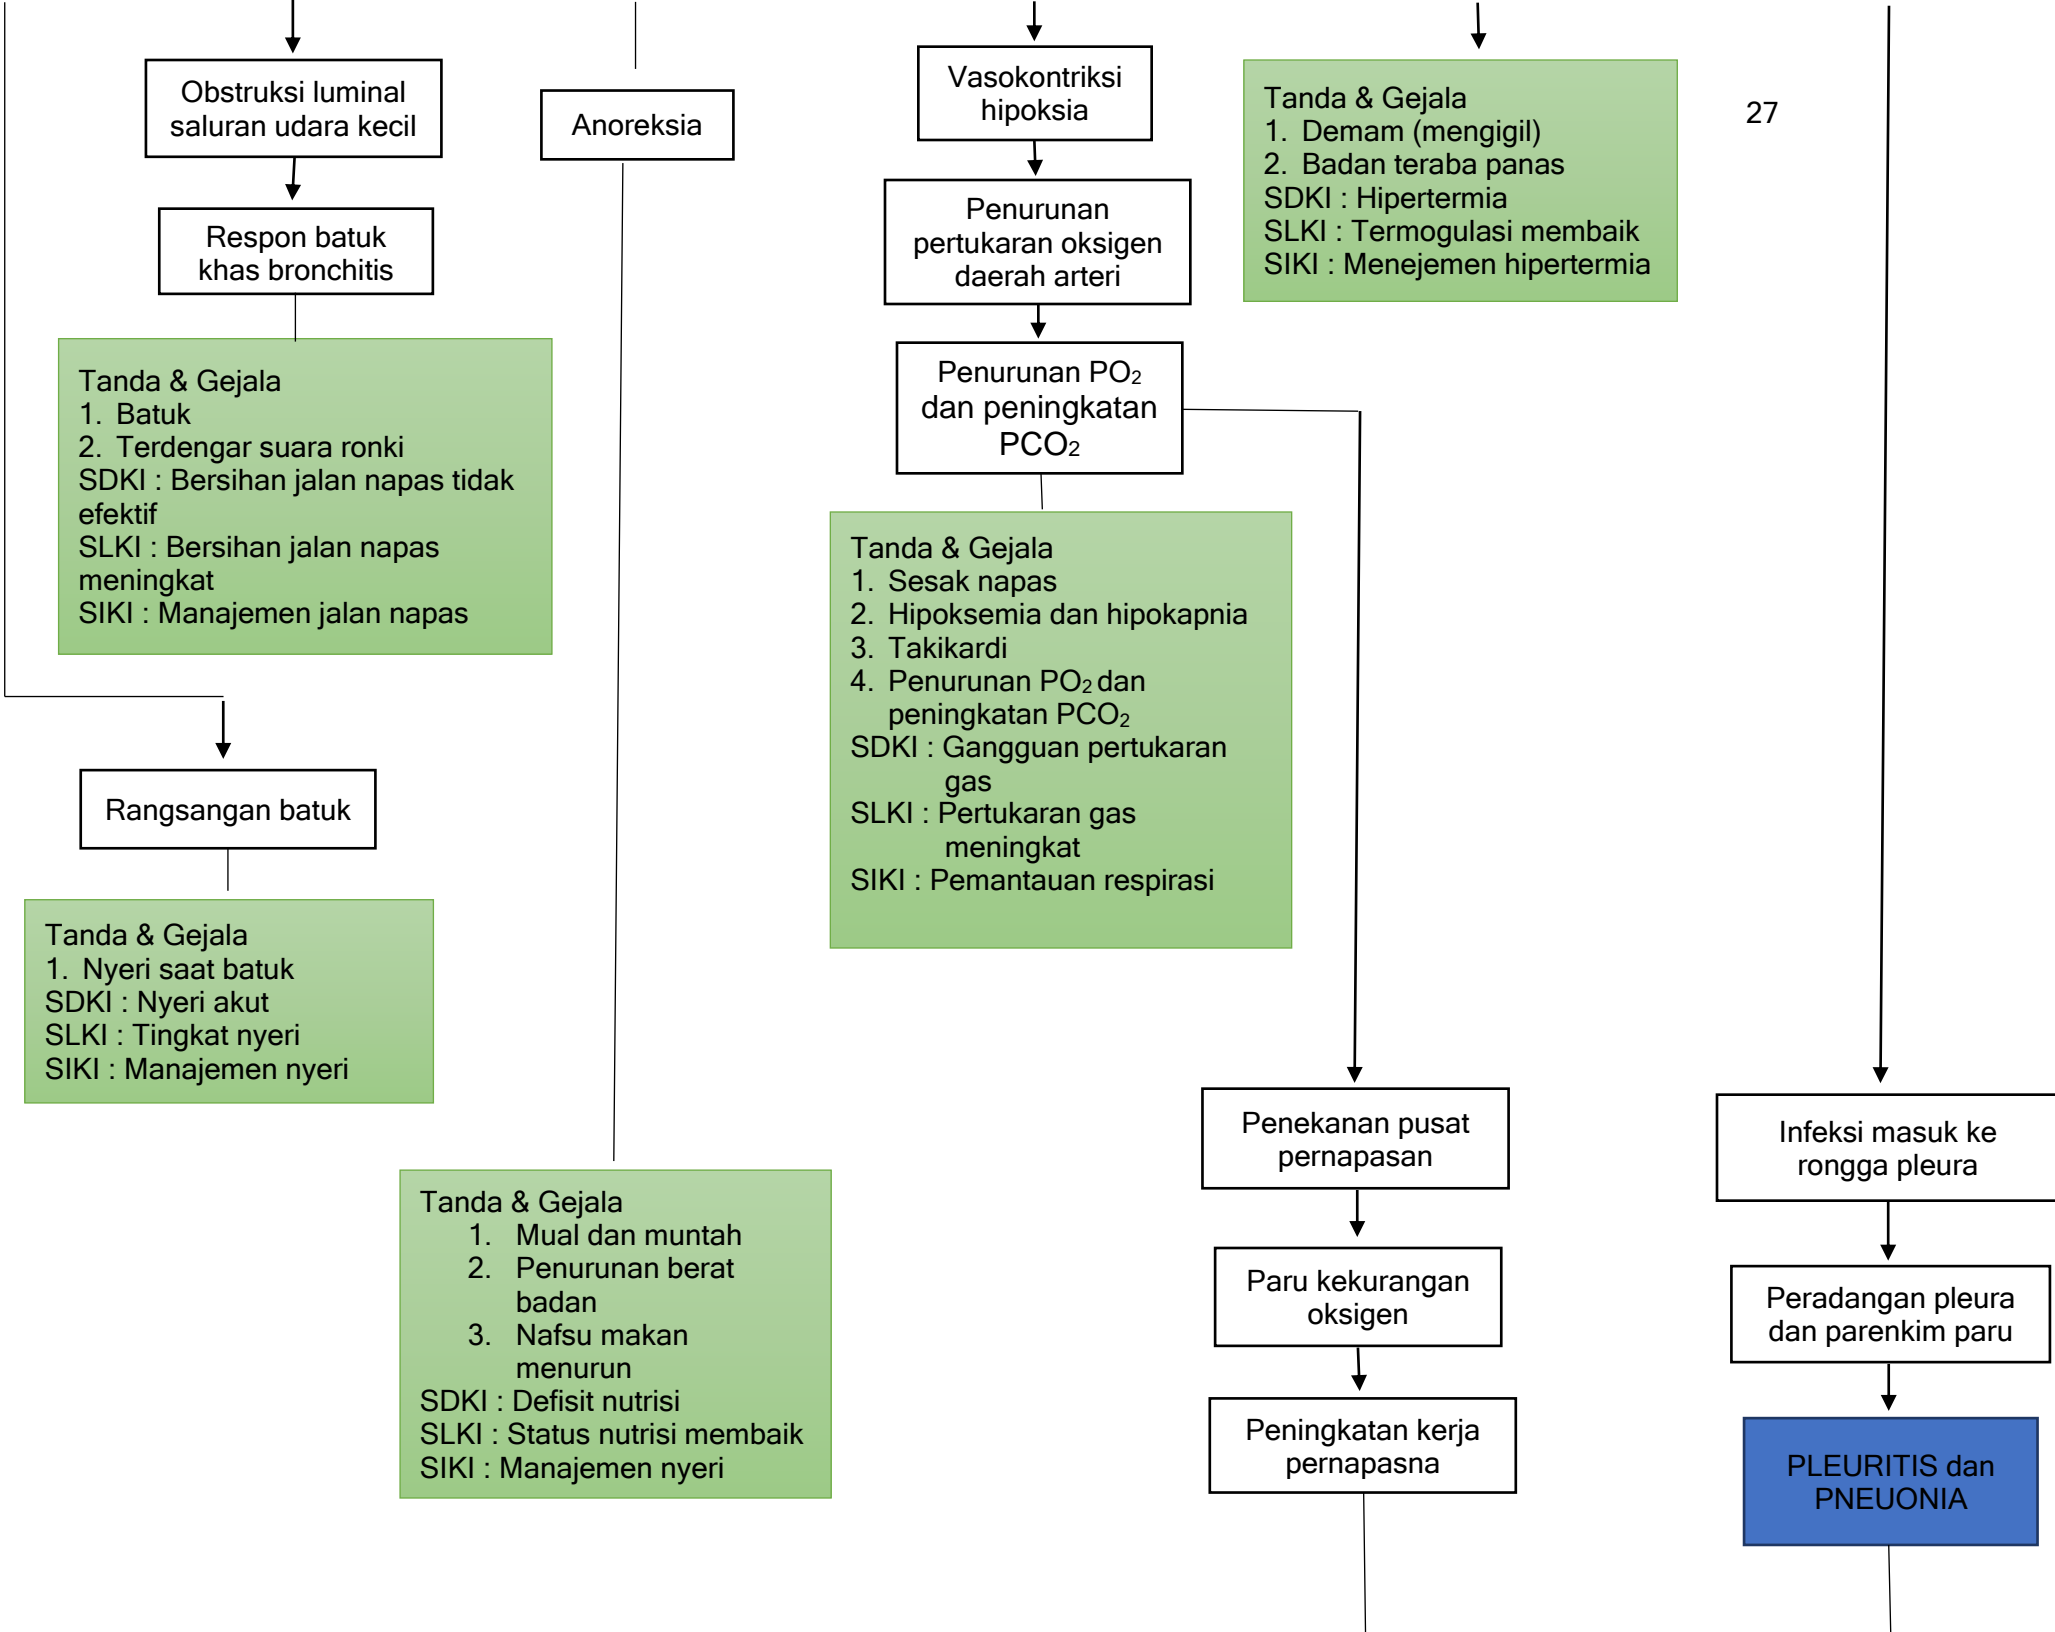 27
Obstruksi luminal
saluran udara kecil
Respon batuk
khas bronchitis
Tanda & Gejala
1. Batuk
2. Terdengar suara ronki
SDKI : Bersihan jalan napas tidak
efektif
SLKI : Bersihan jalan napas
meningkat
SIKI : Manajemen jalan napas
Rangsangan batuk
Tanda & Gejala
1. Nyeri saat batuk
SDKI : Nyeri akut
SLKI : Tingkat nyeri
SIKI : Manajemen nyeri
Anoreksia
Tanda & Gejala
1. Mual dan muntah
2. Penurunan berat
badan
3. Nafsu makan
menurun
SDKI : Defisit nutrisi
SLKI : Status nutrisi membaik
SIKI : Manajemen nyeri
Vasokontriksi
hipoksia
Penurunan
pertukaran oksigen
daerah arteri
Penurunan PO₂
dan peningkatan
PCO₂
Tanda & Gejala
1. Sesak napas
2. Hipoksemia dan hipokapnia
3. Takikardi
4. Penurunan PO₂ dan
peningkatan PCO₂
SDKI : Gangguan pertukaran
gas
SLKI : Pertukaran gas
meningkat
SIKI : Pemantauan respirasi
Tanda & Gejala
1. Demam (mengigil)
2. Badan teraba panas
SDKI : Hipertermia
SLKI : Termogulasi membaik
SIKI : Menejemen hipertermia
Penekanan pusat
pernapasan
Paru kekurangan
oksigen
Peningkatan kerja
pernapasna
Infeksi masuk ke
rongga pleura
Peradangan pleura
dan parenkim paru
PLEURITIS dan
PNEUONIA